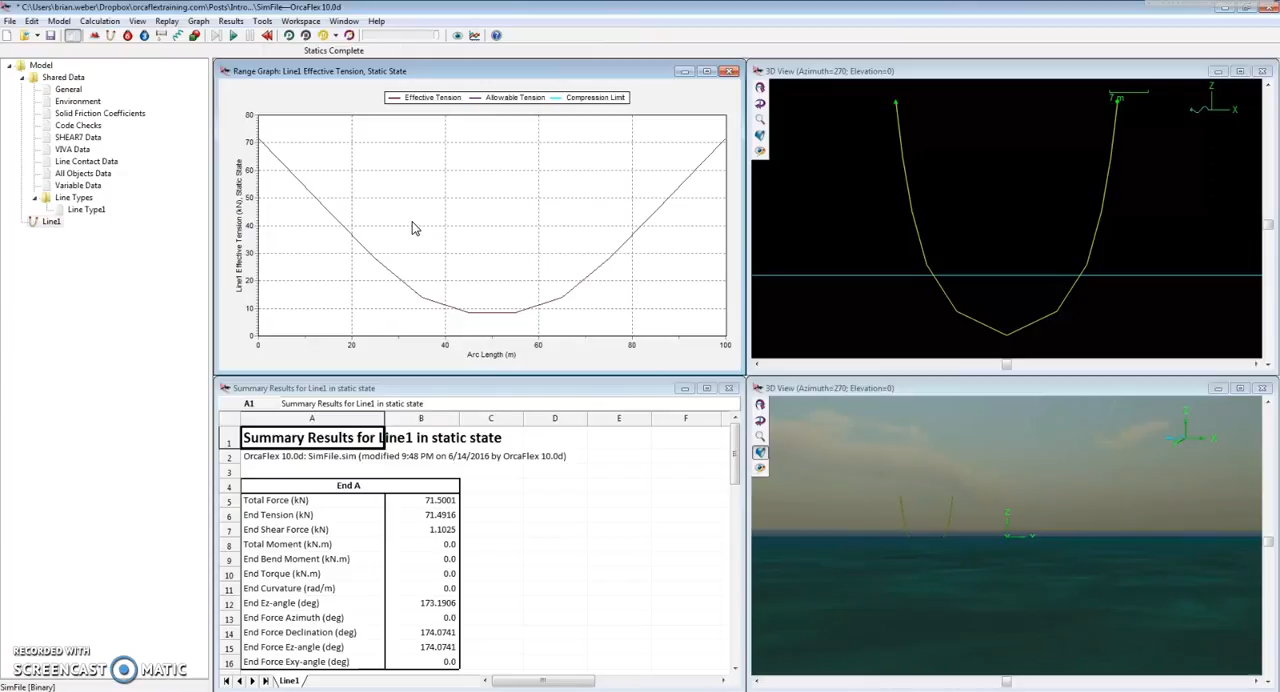 * C:\Users\brian.weber\Dropbox\orcaflextraining.com\Posts\Intro...\SimFile—OrcaFlex 10.0d
File Edit Model Calculation View Replay Graph Results Tools Workspace Window Help
Statics Complete
Model
Shared Data
General
Environment
Solid Friction Coefficients
Code Checks
SHEAR7 Data
VIVA Data
Line Contact Data
All Objects Data
Variable Data
Line Types
Line Type1
Line1
Range Graph: Line1 Effective Tension, Static State
Effective Tension Allowable Tension Compression Limit
Line1 Effective Tension (kN), Static State
80
70
60
50
40
30
20
10
0
0 20 40 60 80 100
Arc Length (m)
3D View (Azimuth=270; Elevation=0)
7 m
Z
X
Summary Results for Line1 in static state
A1 Summary Results for Line1 in static state
A B C D E F
1 Summary Results for Line1 in static state
2 OrcaFlex 10.0d: SimFile.sim (modified 9:48 PM on 6/14/2016 by OrcaFlex 10.0d)
3
4 End A
5 Total Force (kN) 71.5001
6 End Tension (kN) 71.4916
7 End Shear Force (kN) 1.1025
8 Total Moment (kN.m) 0.0
9 End Bend Moment (kN.m) 0.0
10 End Torque (kN.m) 0.0
11 End Curvature (rad/m) 0.0
12 End Ez-angle (deg) 173.1906
13 End Force Azimuth (deg) 0.0
14 End Force Declination (deg) 174.0741
15 End Force Ez-angle (deg) 174.0741
16 End Force Exy-angle (deg) 0.0
Line1
3D View (Azimuth=270; Elevation=0)
Z
RECORDED WITH
SCREENCAST MATIC
SimFile [Binary]